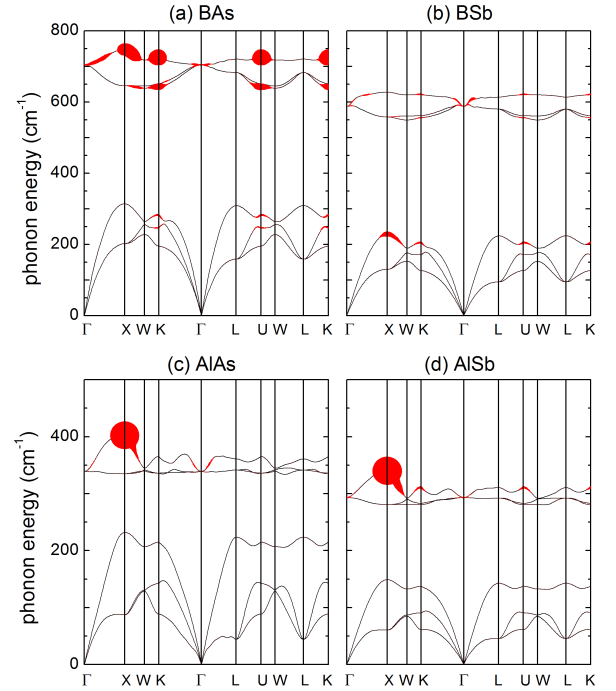 (a) BAs (b) BSb
800
600
400
200
0
phonon energy (cm⁻¹)
Γ X W K Γ L U W L K Γ X W K Γ L U W L K
(c) AlAs (d) AlSb
400
200
0
phonon energy (cm⁻¹)
Γ X W K Γ L U W L K Γ X W K Γ L U W L K